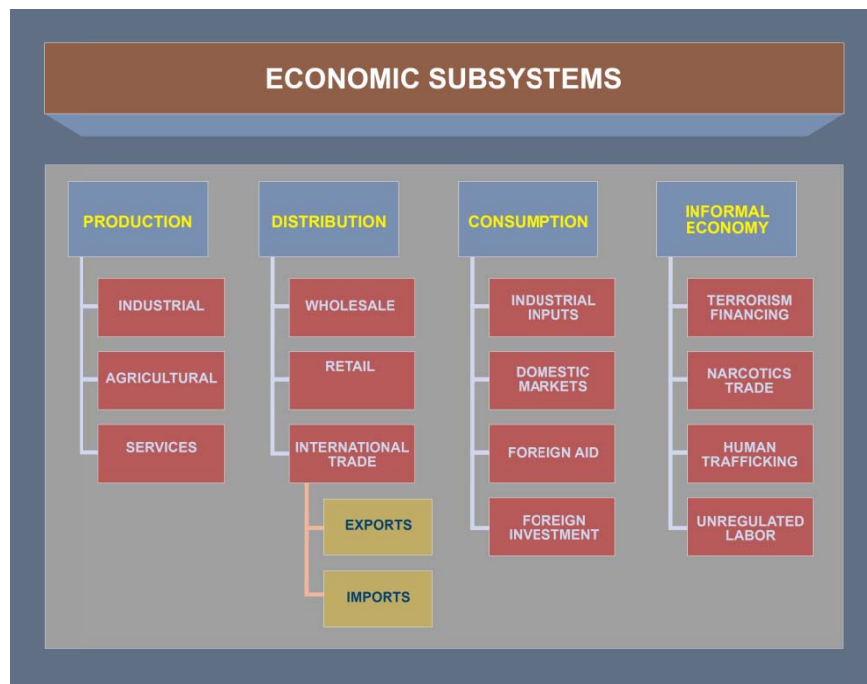 ECONOMIC SUBSYSTEMS
PRODUCTION
INDUSTRIAL
AGRICULTURAL
SERVICES
DISTRIBUTION
WHOLESALE
RETAIL
INTERNATIONAL
TRADE
EXPORTS
IMPORTS
CONSUMPTION
INDUSTRIAL
INPUTS
DOMESTIC
MARKETS
FOREIGN AID
FOREIGN
INVESTMENT
INFORMAL
ECONOMY
TERRORISM
FINANCING
NARCOTICS
TRADE
HUMAN
TRAFFICKING
UNREGULATED
LABOR